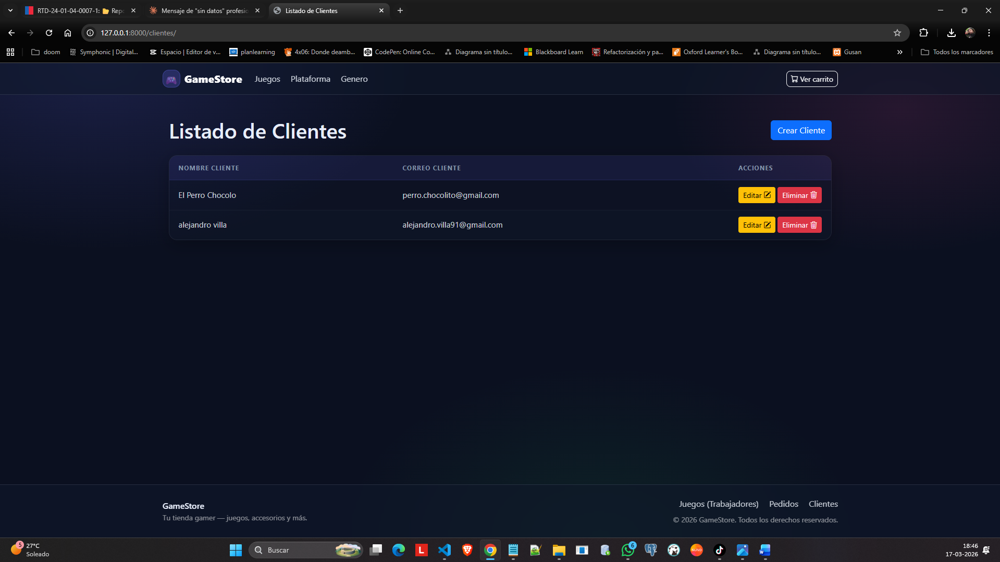 RTD-24-01-04-0007-1: Repo
Mensaje de "sin datos" profesio
Listado de Clientes
127.0.0.1:8000/clientes/
doom
Symphonic | Digital...
Espacio | Editor de v...
planlearning
4x06: Donde deamb...
CodePen: Online Co...
Diagrama sin título...
Blackboard Learn
Refactorización y pa...
Oxford Learner's Bo...
Diagrama sin título...
Gusan
Todos los marcadores
GameStore
Juegos
Plataforma
Genero
Ver carrito
Listado de Clientes
Crear Cliente
NOMBRE CLIENTE
CORREO CLIENTE
ACCIONES
El Perro Chocolo
perro.chocolito@gmail.com
Editar
Eliminar
alejandro villa
alejandro.villa91@gmail.com
Editar
Eliminar
GameStore
Tu tienda gamer — juegos, accesorios y más.
Juegos (Trabajadores)
Pedidos
Clientes
© 2026 GameStore. Todos los derechos reservados.
5
27°C
Soleado
Buscar
L
6
SUNO
18:46
17-03-2026